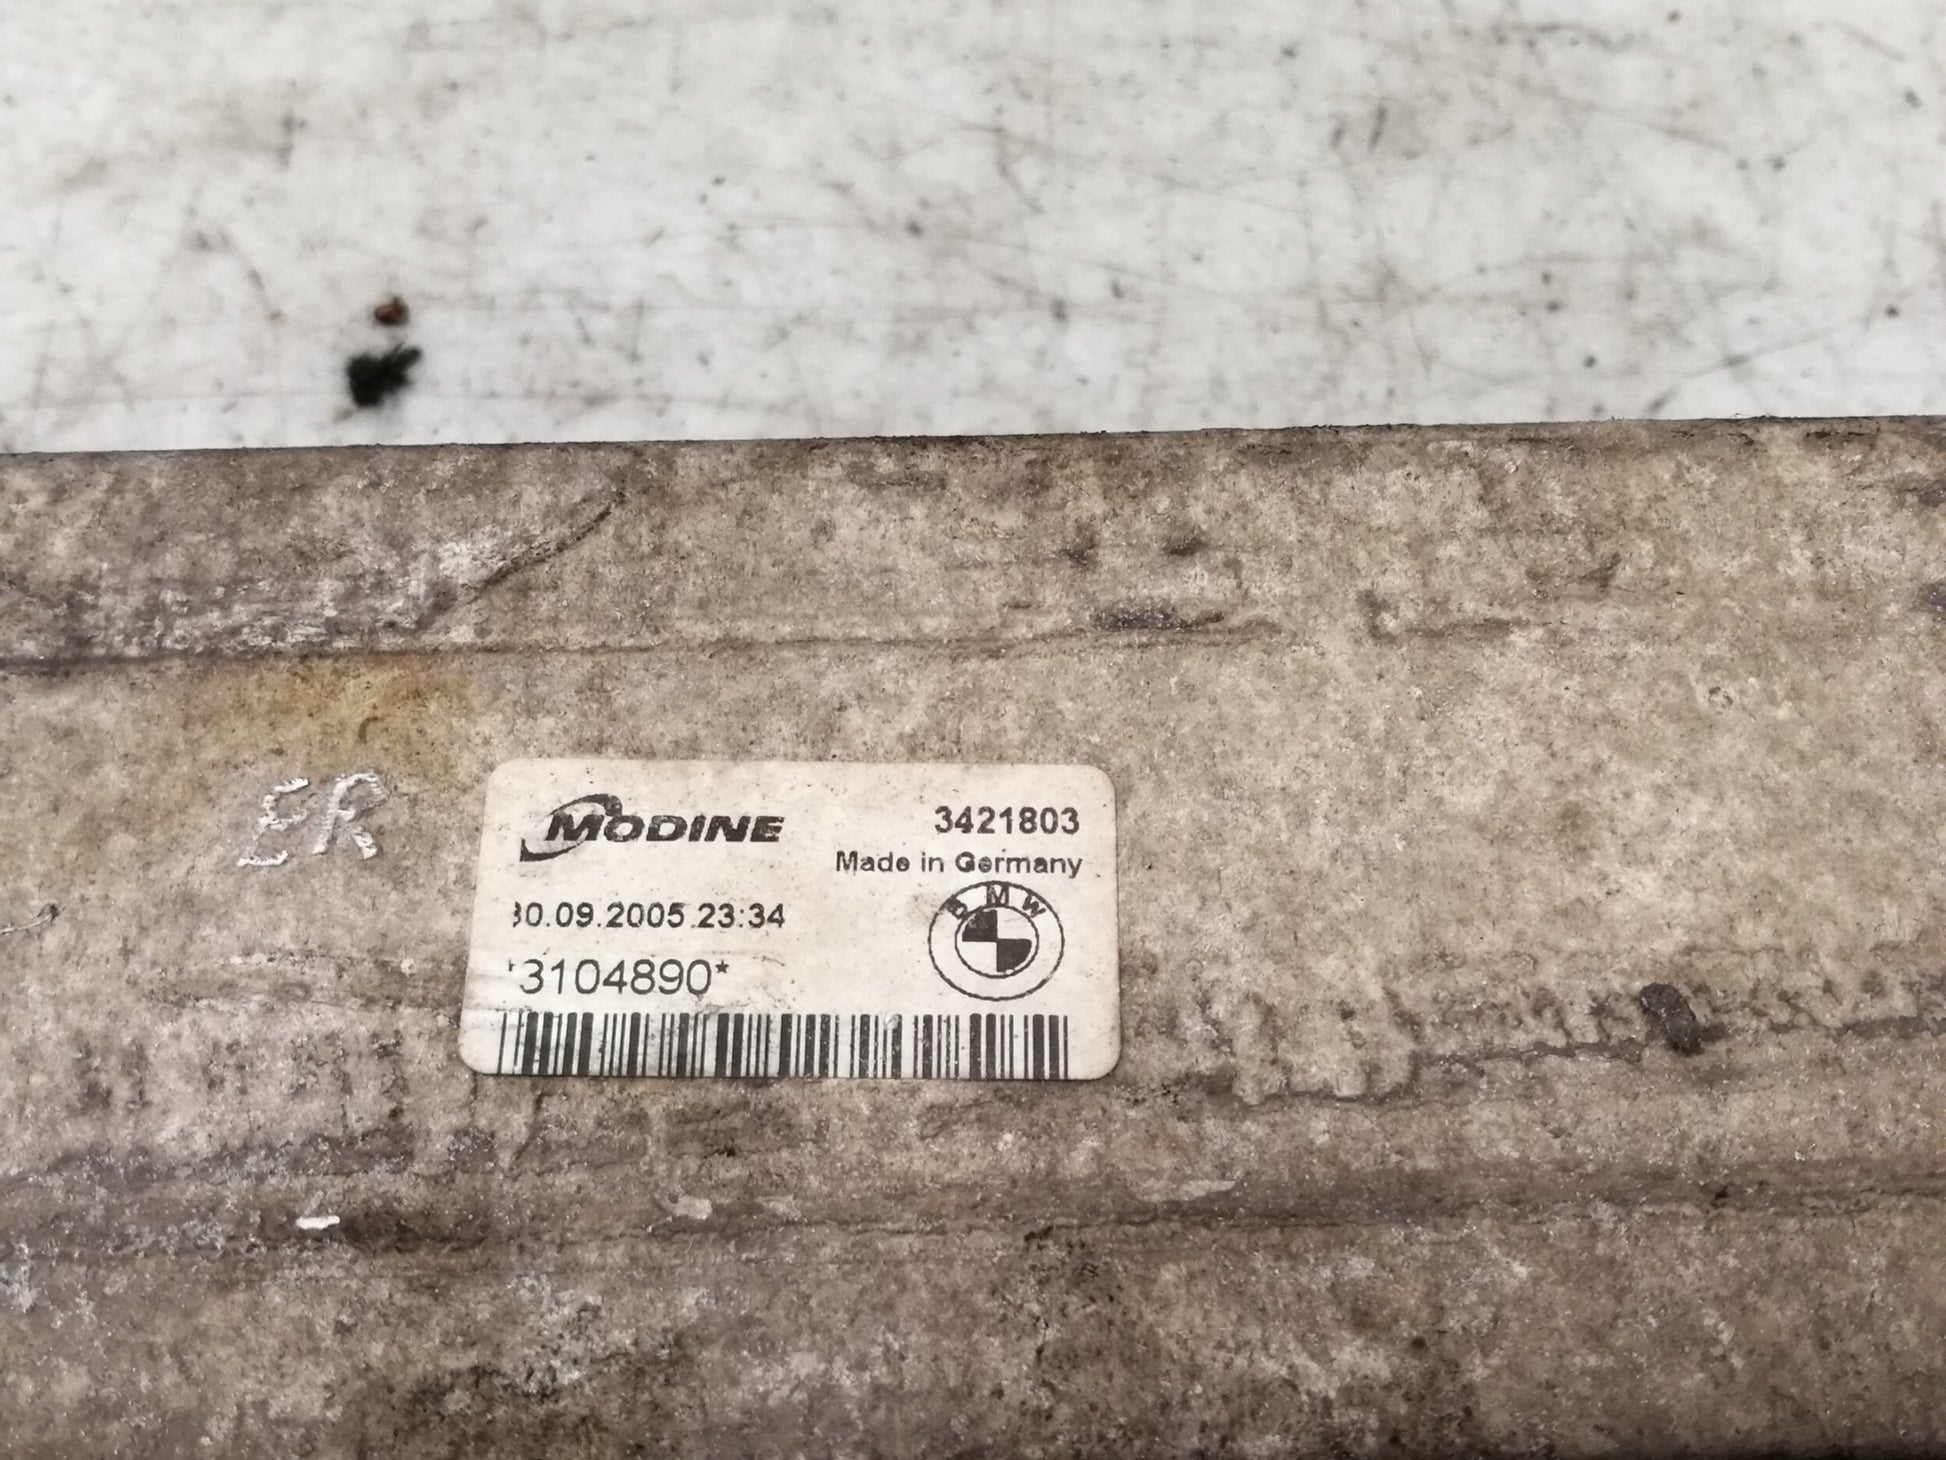 ER
MODINE 3421803
Made in Germany
30.09.2005 23:34
BMW
*3104890*